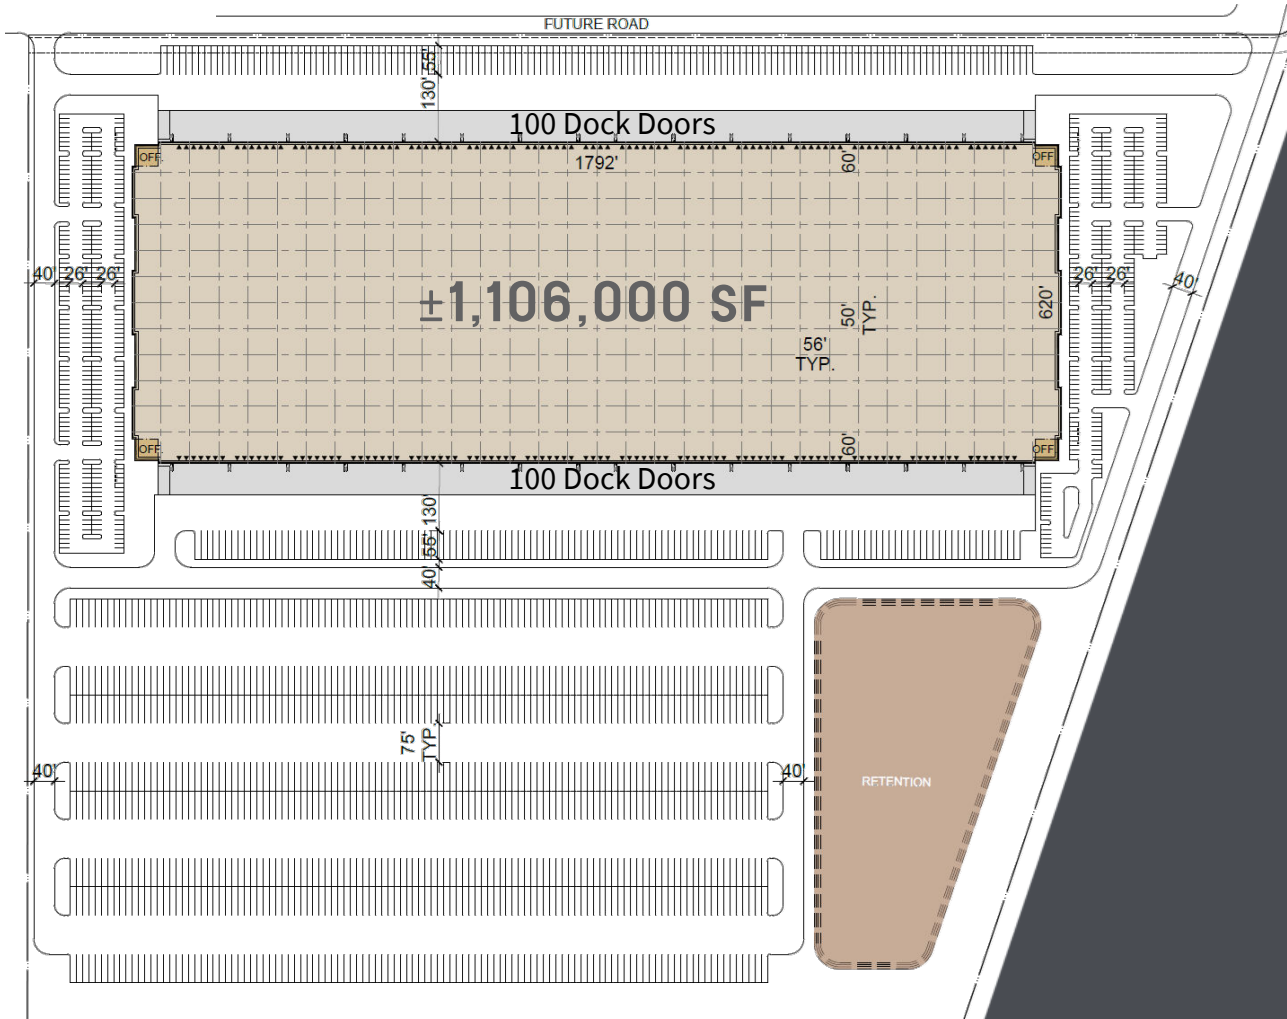 FUTURE ROAD
55'
130'
100 Dock Doors
OFF.
1792'
60'
OFF.
40'
26'
26'
±1,106,000 SF
50'
TYP.
56'
TYP.
620'
26'
26'
40'
OFF.
60'
OFF.
100 Dock Doors
130'
55'
40'
75'
TYP.
40'
40'
RETENTION